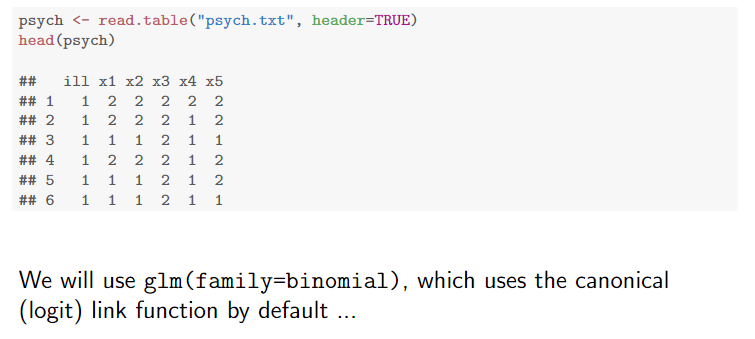 psych <- read.table("psych.txt", header=TRUE)
head(psych)
##   ill x1 x2 x3 x4 x5
## 1   1  2  2  2  2  2
## 2   1  2  2  2  1  2
## 3   1  1  1  2  1  1
## 4   1  2  2  2  1  2
## 5   1  1  1  2  1  2
## 6   1  1  1  2  1  1
We will use glm(family=binomial), which uses the canonical
(logit) link function by default ...